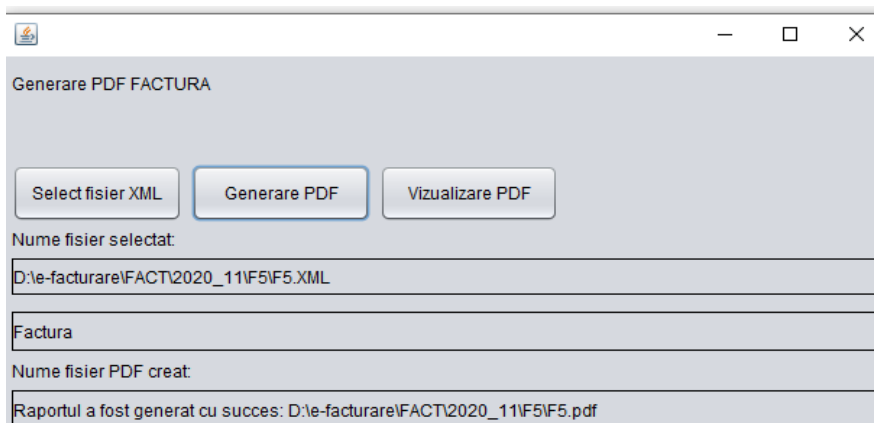 Generare PDF FACTURA
Select fisier XML Generare PDF Vizualizare PDF
Nume fisier selectat:
D:\e-facturare\FACT\2020_11\F5\F5.XML
Factura
Nume fisier PDF creat:
Raportul a fost generat cu succes: D:\e-facturare\FACT\2020_11\F5\F5.pdf